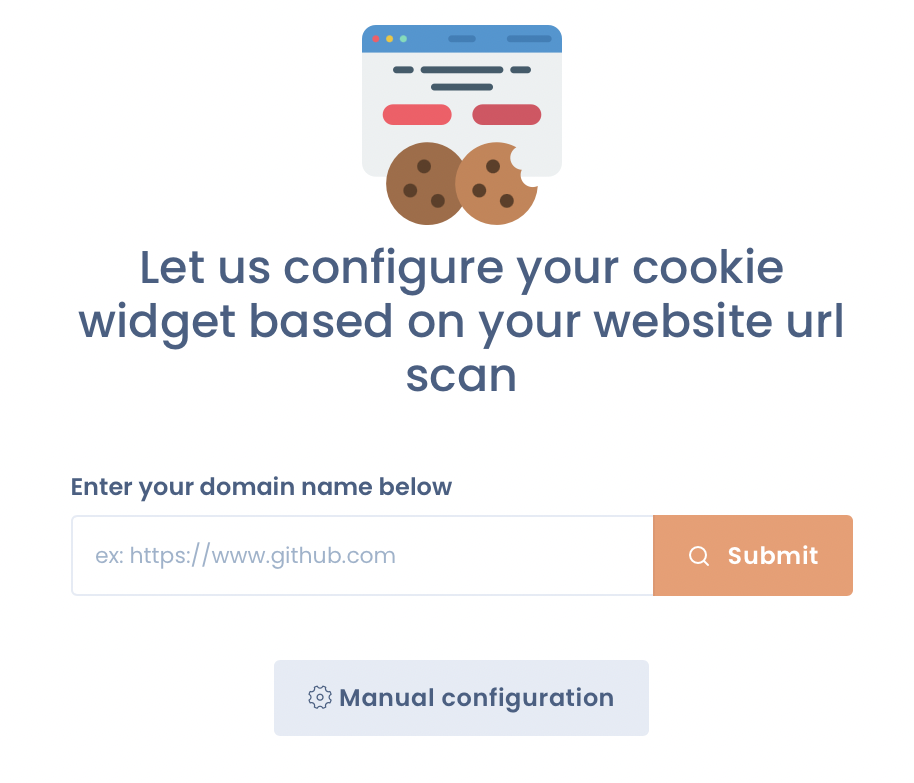 Let us configure your cookie
widget based on your website url
scan
Enter your domain name below
ex: https://www.github.com
Submit
Manual configuration